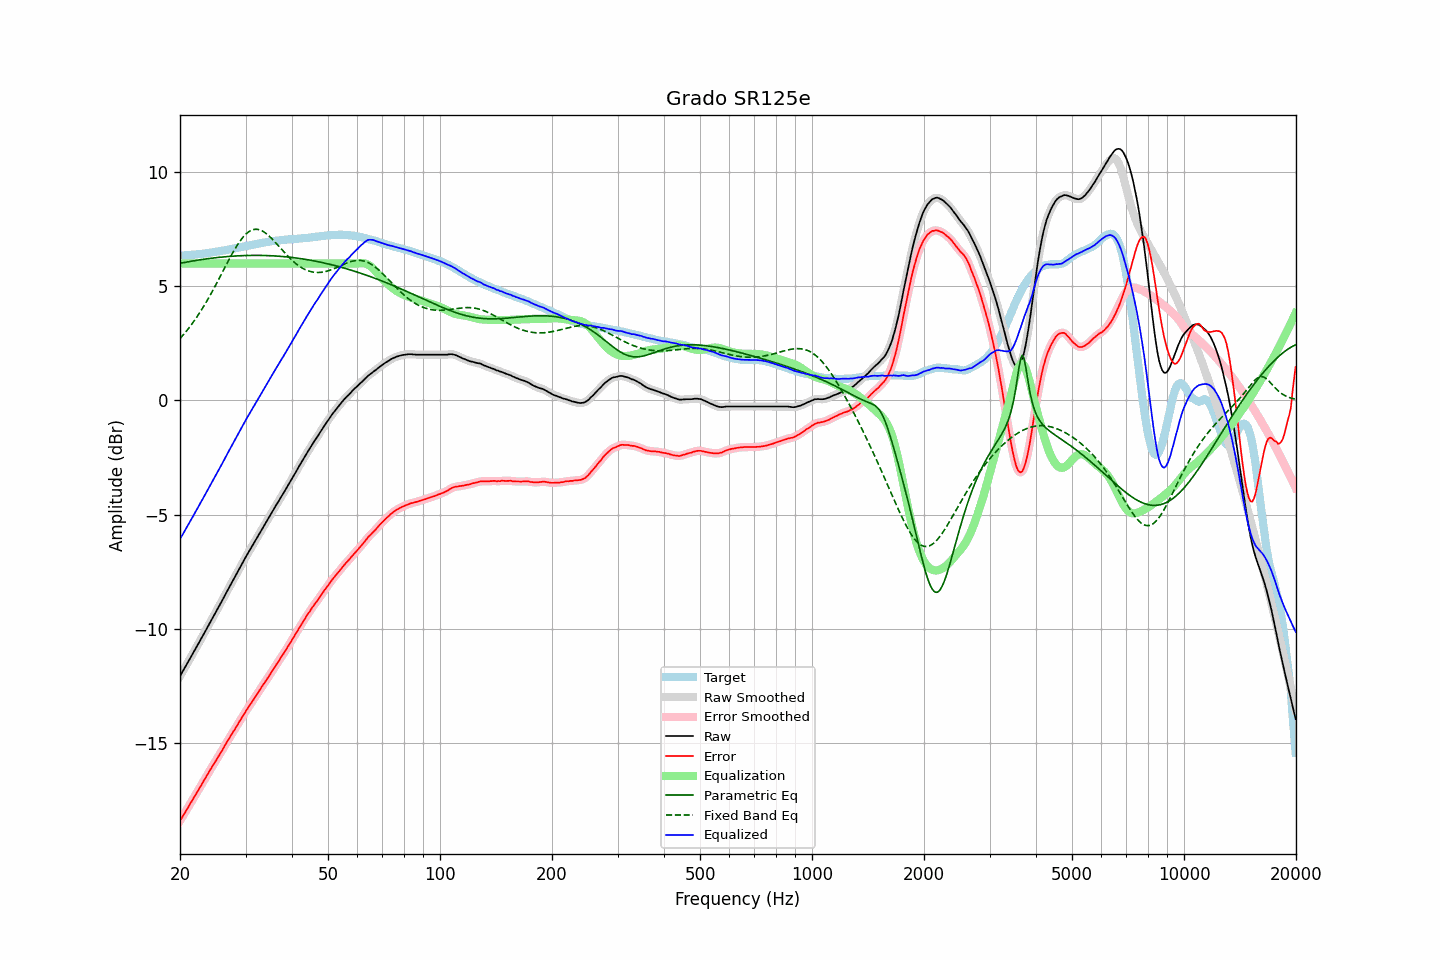 Grado SR125e
Amplitude (dBr)
10
5
0
−5
−10
−15
Target
Raw Smoothed
Error Smoothed
Raw
Error
Equalization
Parametric Eq
Fixed Band Eq
Equalized
20
50
100
200
500
1000
2000
5000
10000
20000
Frequency (Hz)